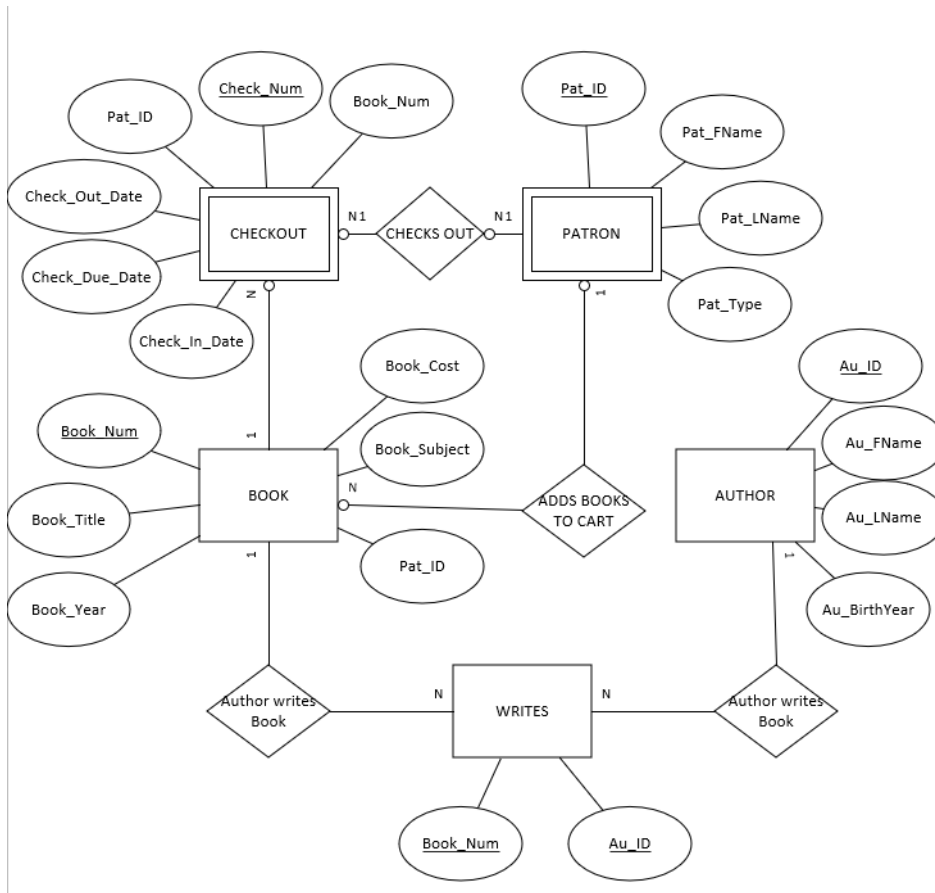 Check_Num
Pat_ID
Book_Num
Pat_ID
Pat_FName
Check_Out_Date
CHECKOUT
N1
CHECKS OUT
N1
PATRON
Pat_LName
Check_Due_Date
N
1
Pat_Type
Check_In_Date
Book_Cost
Au_ID
Book_Num
1
Book_Subject
Au_FName
BOOK
N
ADDS BOOKS
TO CART
AUTHOR
Book_Title
Au_LName
1
1
Pat_ID
Book_Year
Au_BirthYear
Author writes
Book
N
WRITES
N
Author writes
Book
Book_Num
Au_ID